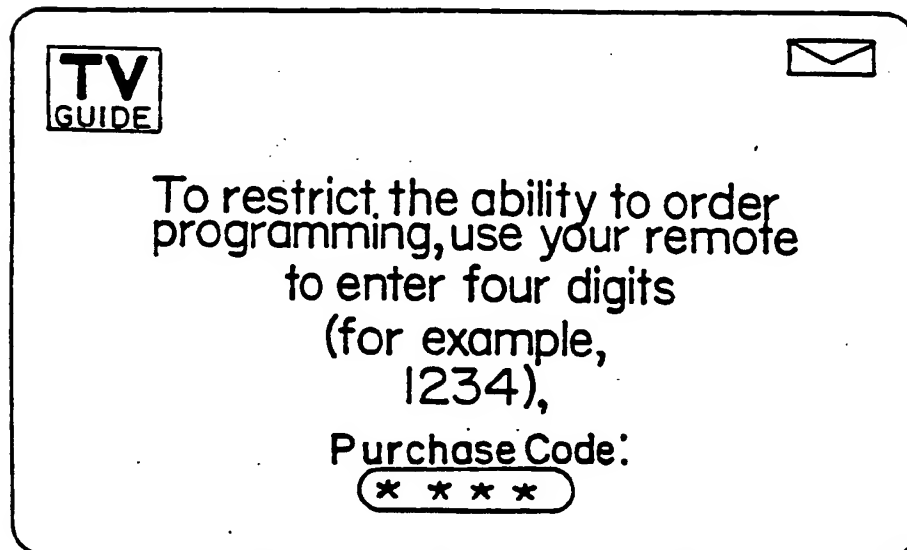 TV
GUIDE
To restrict the ability to order
programming, use your remote
to enter four digits
(for example,
1234),
Purchase Code:
* * * *